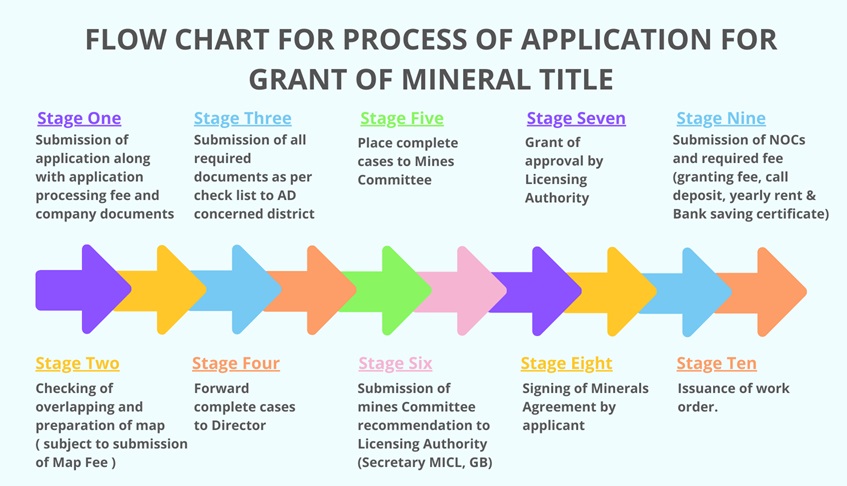 FLOW CHART FOR PROCESS OF APPLICATION FOR
GRANT OF MINERAL TITLE
Stage One
Submission of
application along
with application
processing fee and
company documents
Stage Three
Submission of all
required
documents as per
check list to AD
concerned district
Stage Five
Place complete
cases to Mines
Committee
Stage Seven
Grant of
approval by
Licensing
Authority
Stage Nine
Submission of NOCs
and required fee
(granting fee, call
deposit, yearly rent &
Bank saving certificate)
Stage Two
Checking of
overlapping and
preparation of map
( subject to submission
of Map Fee )
Stage Four
Forward
complete cases
to Director
Stage Six
Submission of
mines Committee
recommendation to
Licensing Authority
(Secretary MICL, GB)
Stage Eight
Signing of Minerals
Agreement by
applicant
Stage Ten
Issuance of work
order.